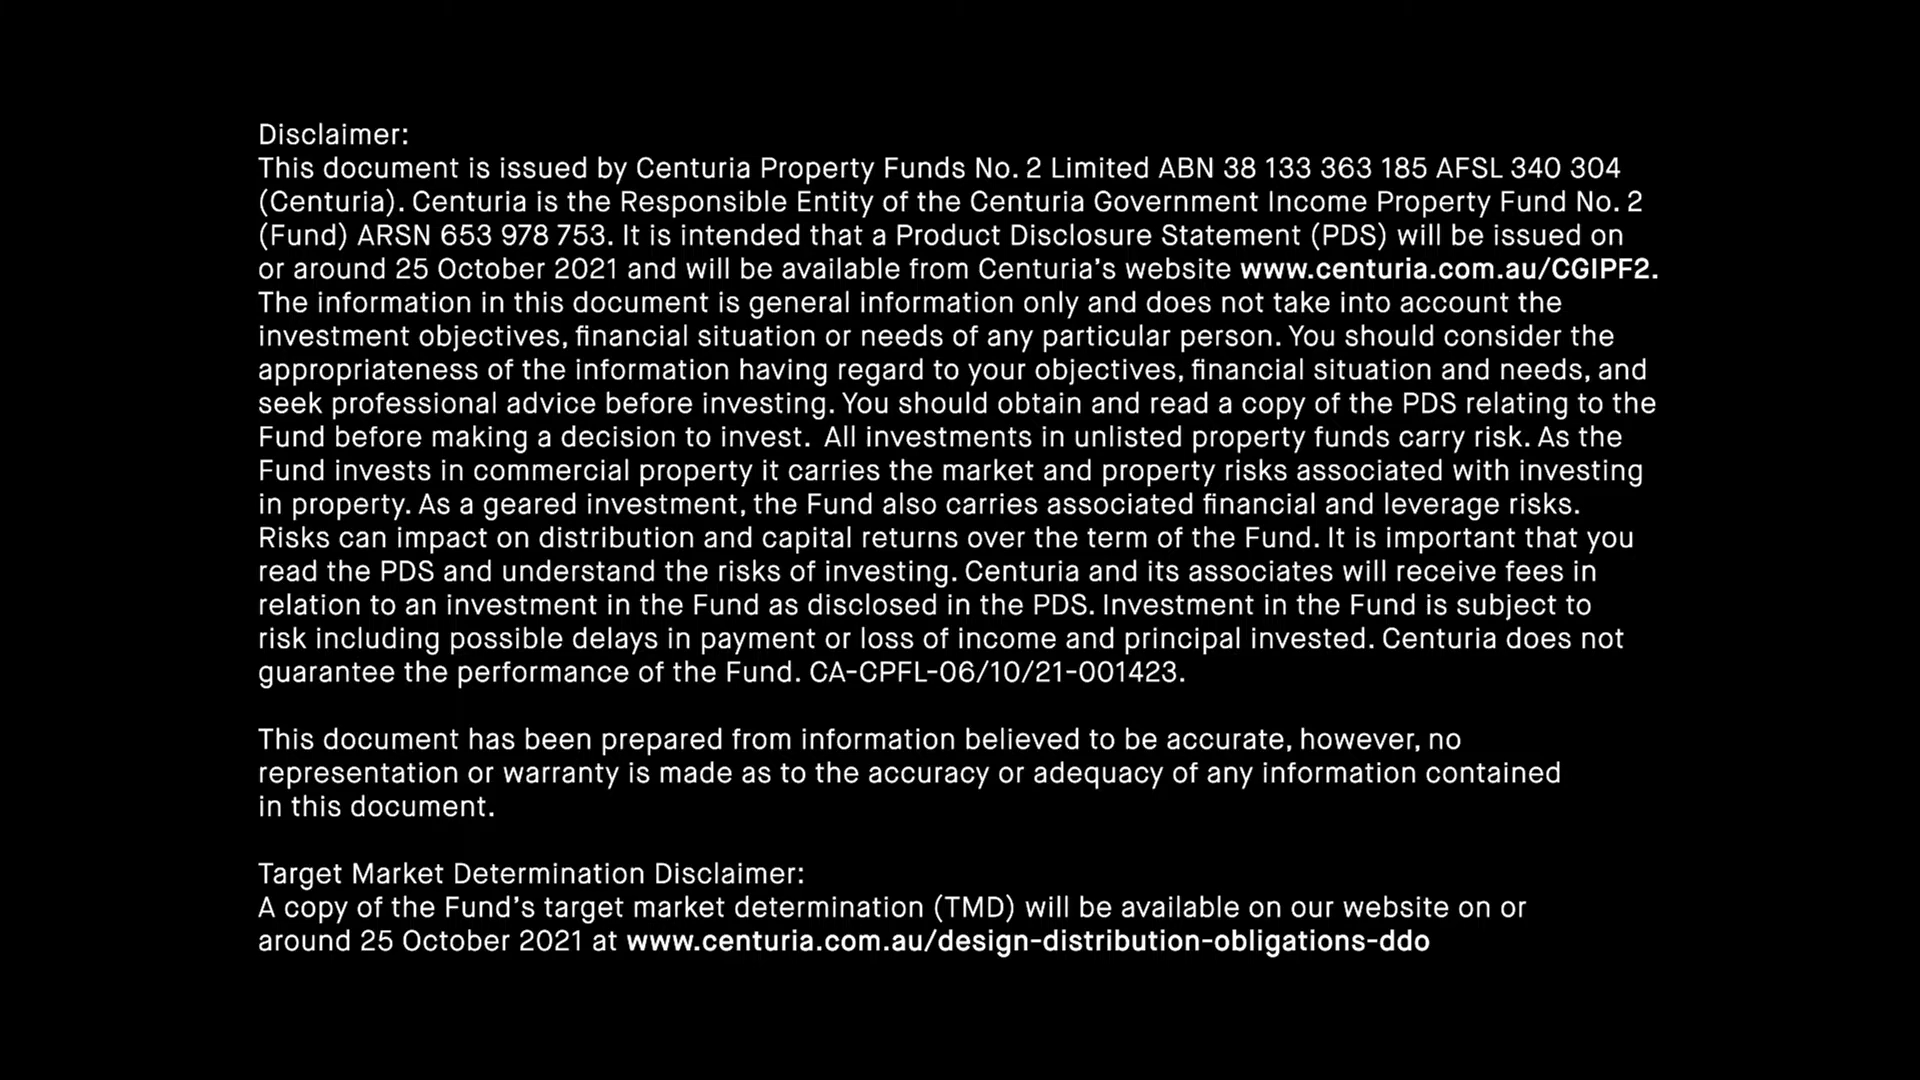 Disclaimer:
This document is issued by Centuria Property Funds No. 2 Limited ABN 38 133 363 185 AFSL 340 304
(Centuria). Centuria is the Responsible Entity of the Centuria Government Income Property Fund No. 2
(Fund) ARSN 653 978 753. It is intended that a Product Disclosure Statement (PDS) will be issued on
or around 25 October 2021 and will be available from Centuria’s website www.centuria.com.au/CGIPF2.
The information in this document is general information only and does not take into account the
investment objectives, financial situation or needs of any particular person. You should consider the
appropriateness of the information having regard to your objectives, financial situation and needs, and
seek professional advice before investing. You should obtain and read a copy of the PDS relating to the
Fund before making a decision to invest.  All investments in unlisted property funds carry risk. As the
Fund invests in commercial property it carries the market and property risks associated with investing
in property. As a geared investment, the Fund also carries associated financial and leverage risks.
Risks can impact on distribution and capital returns over the term of the Fund. It is important that you
read the PDS and understand the risks of investing. Centuria and its associates will receive fees in
relation to an investment in the Fund as disclosed in the PDS. Investment in the Fund is subject to
risk including possible delays in payment or loss of income and principal invested. Centuria does not
guarantee the performance of the Fund. CA-CPFL-06/10/21-001423.
This document has been prepared from information believed to be accurate, however, no
representation or warranty is made as to the accuracy or adequacy of any information contained
in this document.
Target Market Determination Disclaimer:
A copy of the Fund’s target market determination (TMD) will be available on our website on or
around 25 October 2021 at www.centuria.com.au/design-distribution-obligations-ddo